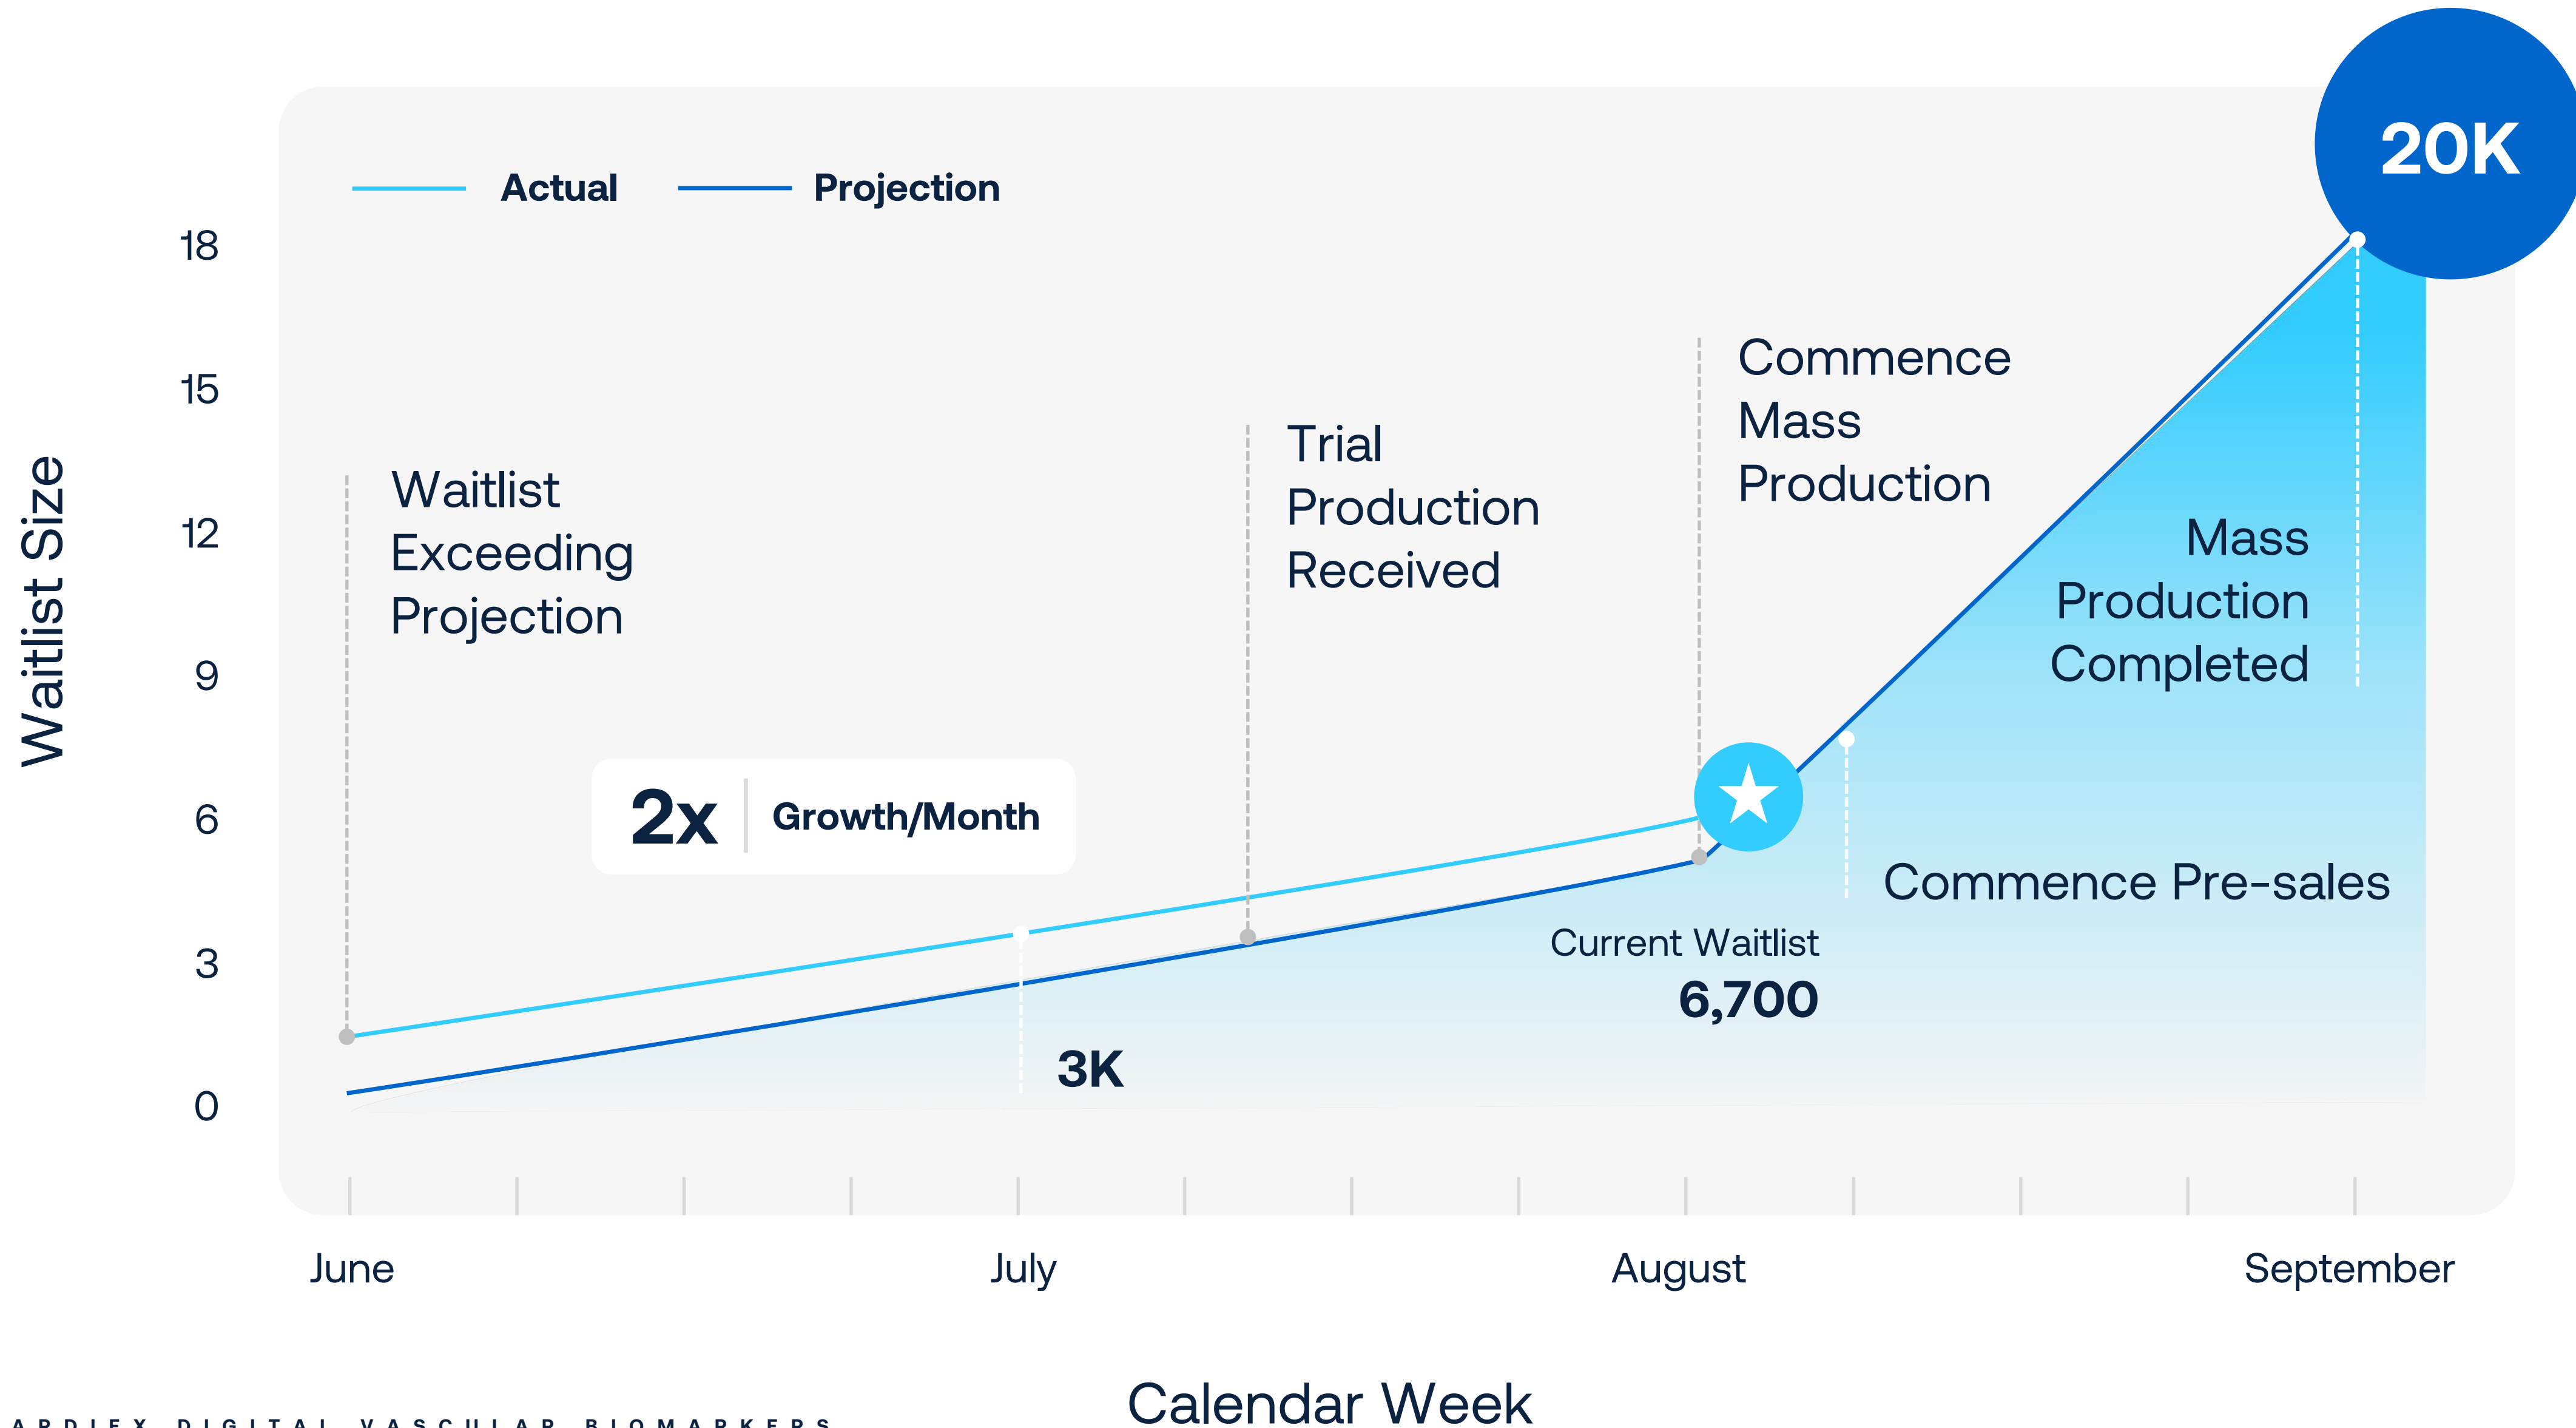 20K
Actual
Projection
18
15
12
9
6
3
0
Waitlist Size
Waitlist
Exceeding
Projection
Trial
Production
Received
Commence
Mass
Production
Mass
Production
Completed
2x
Growth/Month
Commence Pre-sales
Current Waitlist
6,700
3K
June
July
August
September
Calendar Week
DIGITAL VASCULAR BIOMARKERS